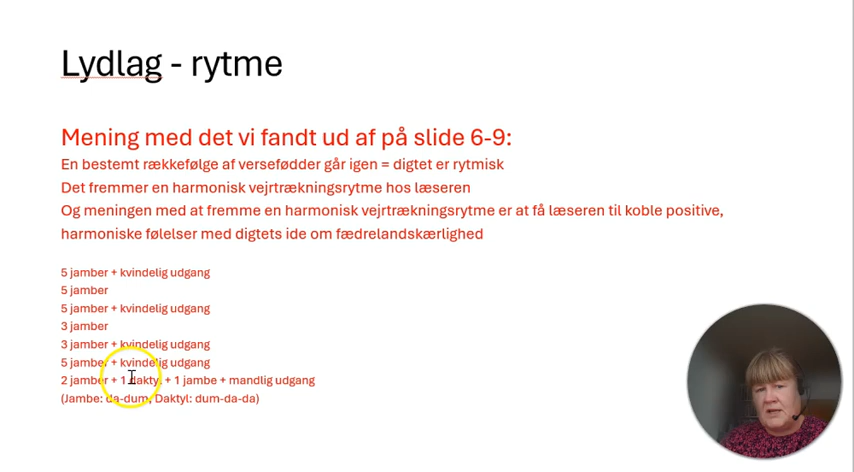 Lydlag - rytme
Mening med det vi fandt ud af på slide 6-9:
En bestemt rækkefølge af versefødder går igen = digtet er rytmisk
Det fremmer en harmonisk vejrtrækningsrytme hos læseren
Og meningen med at fremme en harmonisk vejrtrækningsrytme er at få læseren til koble positive,
harmoniske følelser med digtets ide om fædrelandskærlighed
5 jamber + kvindelig udgang
5 jamber
5 jamber + kvindelig udgang
3 jamber
3 jamber + kvindelig udgang
5 jamber + kvindelig udgang
2 jamber + 1 daktyl + 1 jambe + mandlig udgang
(Jambe: da-dum, Daktyl: dum-da-da)